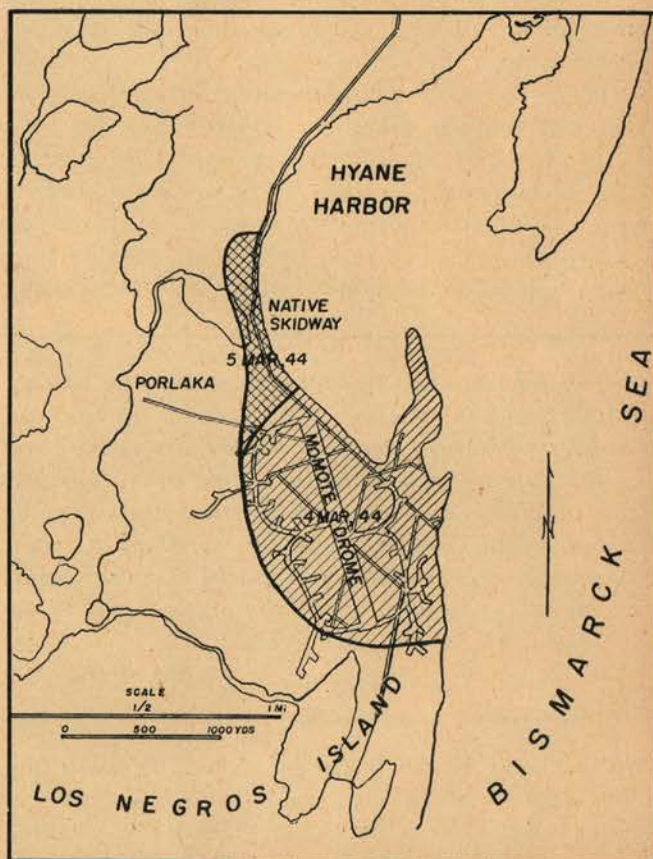 HYANE
HARBOR
NATIVE
SKIDWAY
5 MAR, 44
PORLAKA
SEA
MOMOTE DROME
4 MAR, 44
N
BISMARCK
SCALE
1/2
1 MI
0 500 1000 YDS
ISLAND
LOS NEGROS